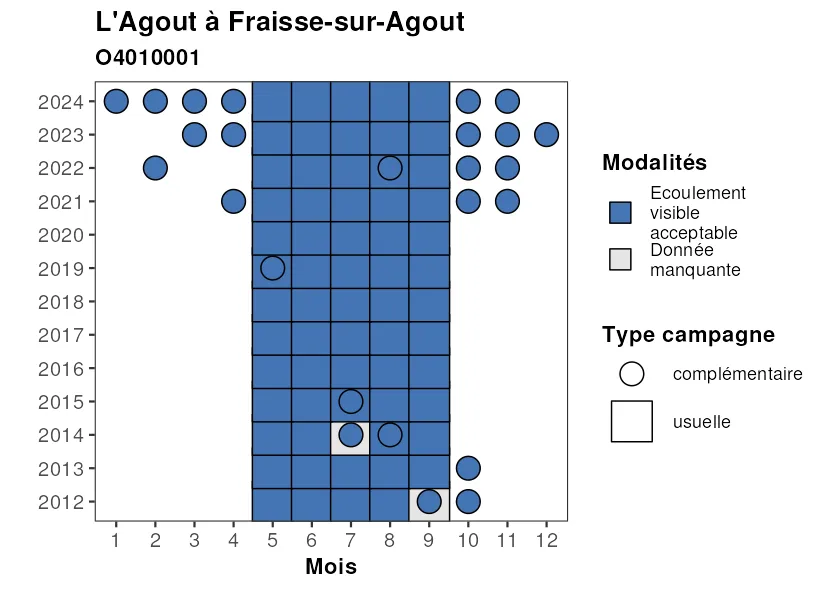 L'Agout à Fraisse-sur-Agout
O4010001
2024
2023
2022
2021
2020
2019
2018
2017
2016
2015
2014
2013
2012
1 2 3 4 5 6 7 8 9 10 11 12
Mois
Modalités
Ecoulement
visible
acceptable
Donnée
manquante
Type campagne
complémentaire
usuelle